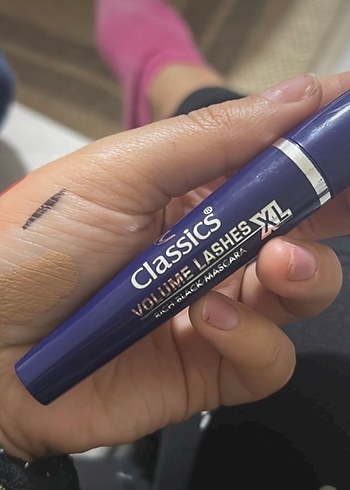 Classics®
VOLUME LASHES XL
RICH BLACK MASCARA